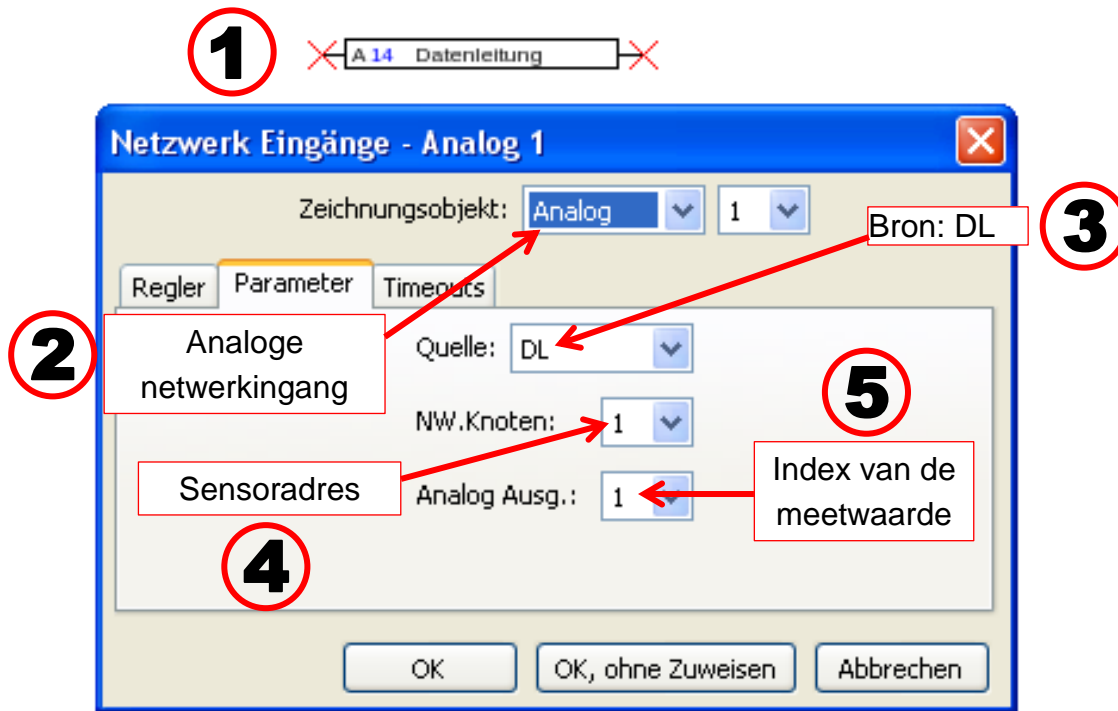 1
A 14 Datenleitung
Netzwerk Eingänge - Analog 1
Zeichnungsobjekt: Analog 1
Bron: DL
3
Regler Parameter Timeouts
2
Analoge
netwerkingang
Quelle: DL
5
NW.Knoten: 1
Sensoradres
Analog Ausg.: 1
Index van de
meetwaarde
4
OK OK, ohne Zuweisen Abbrechen